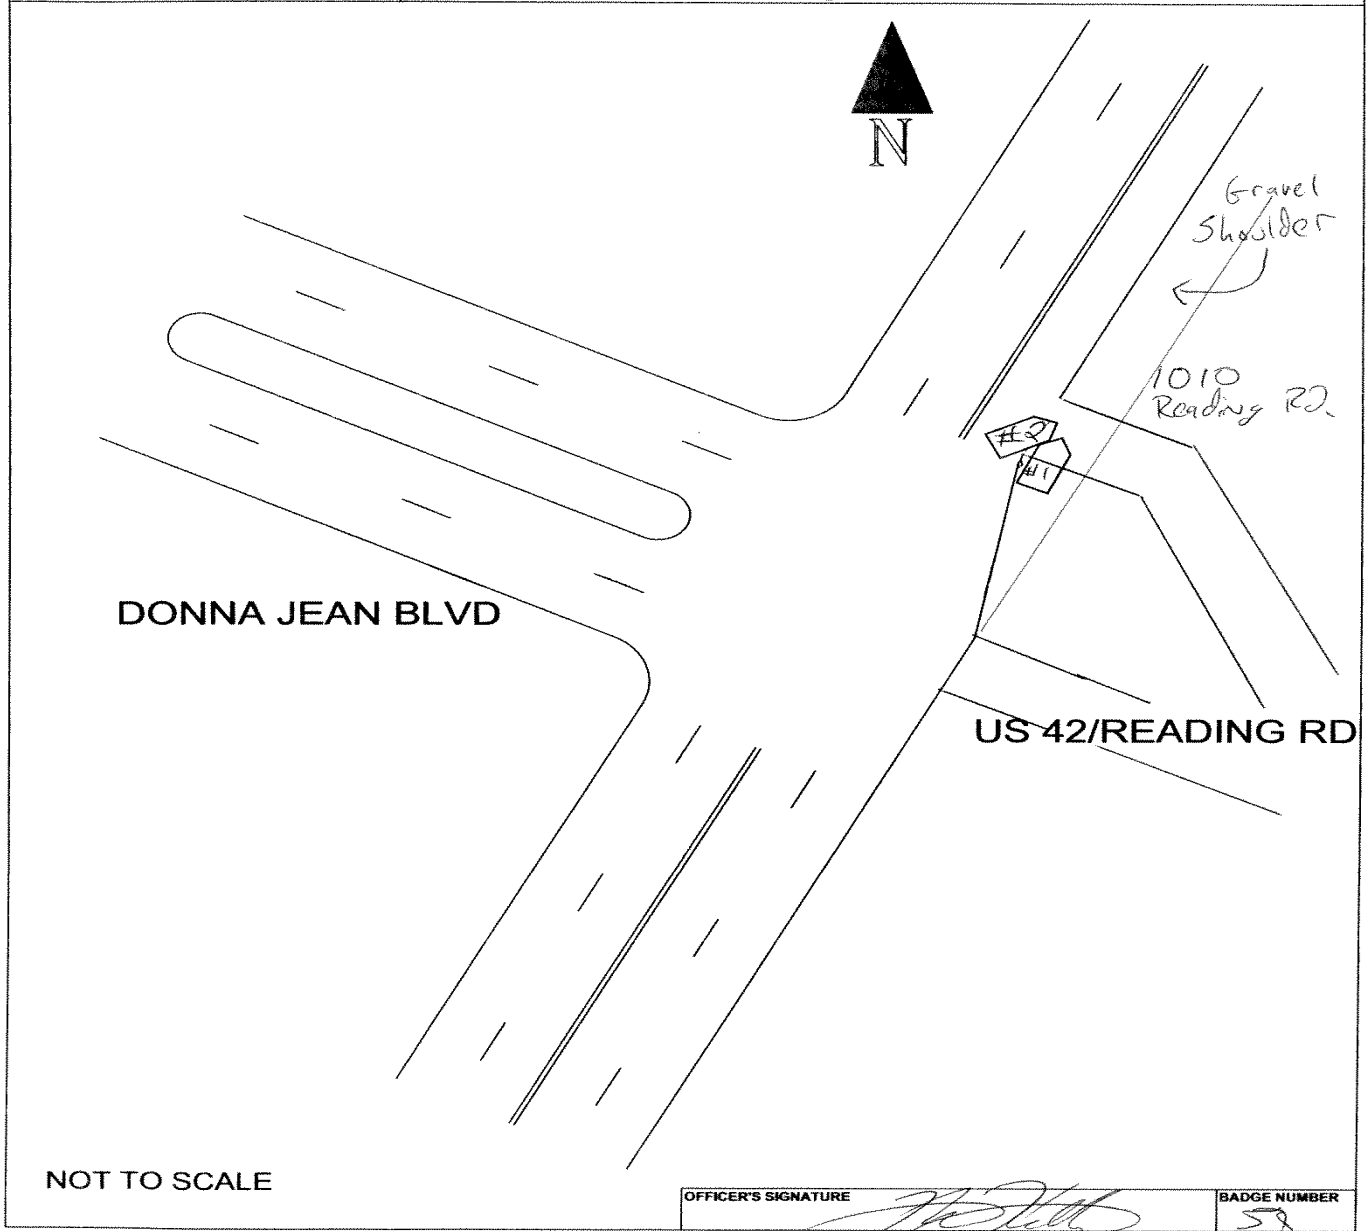 N
Gravel
Shoulder
1010
Reading RD.
#2
#1
DONNA JEAN BLVD
US 42/READING RD
NOT TO SCALE
OFFICER'S SIGNATURE
BADGE NUMBER
58